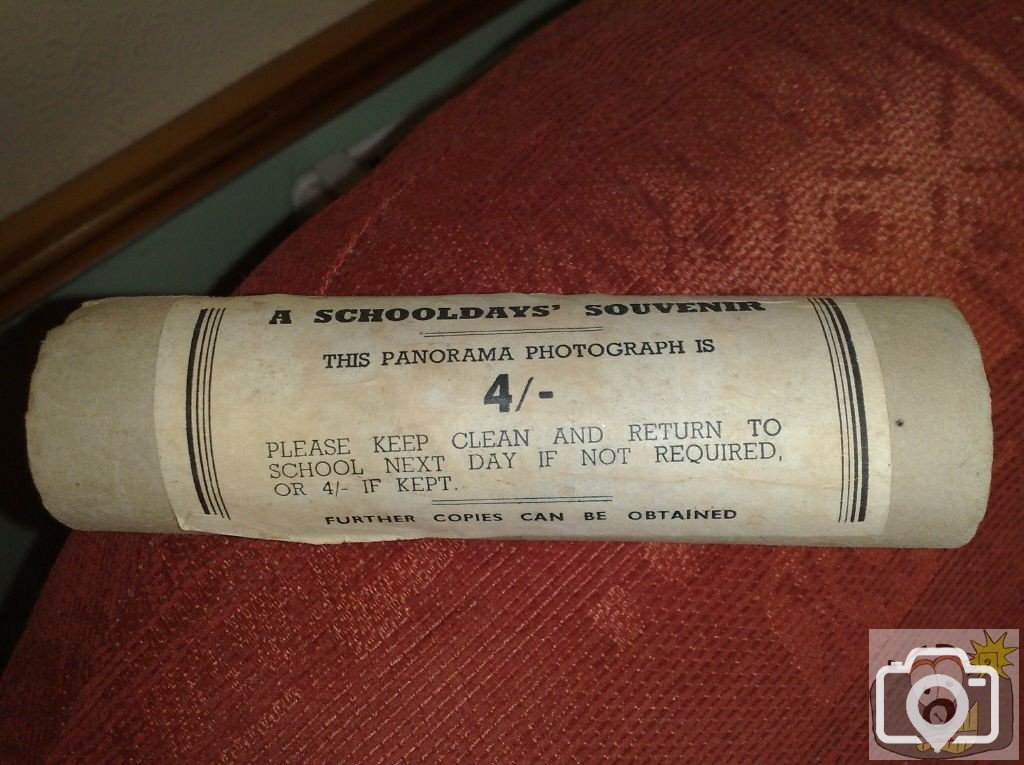 A SCHOOLDAYS' SOUVENIR
THIS PANORAMA PHOTOGRAPH IS
4/-
PLEASE KEEP CLEAN AND RETURN TO
SCHOOL NEXT DAY IF NOT REQUIRED,
OR 4/- IF KEPT.
FURTHER COPIES CAN BE OBTAINED